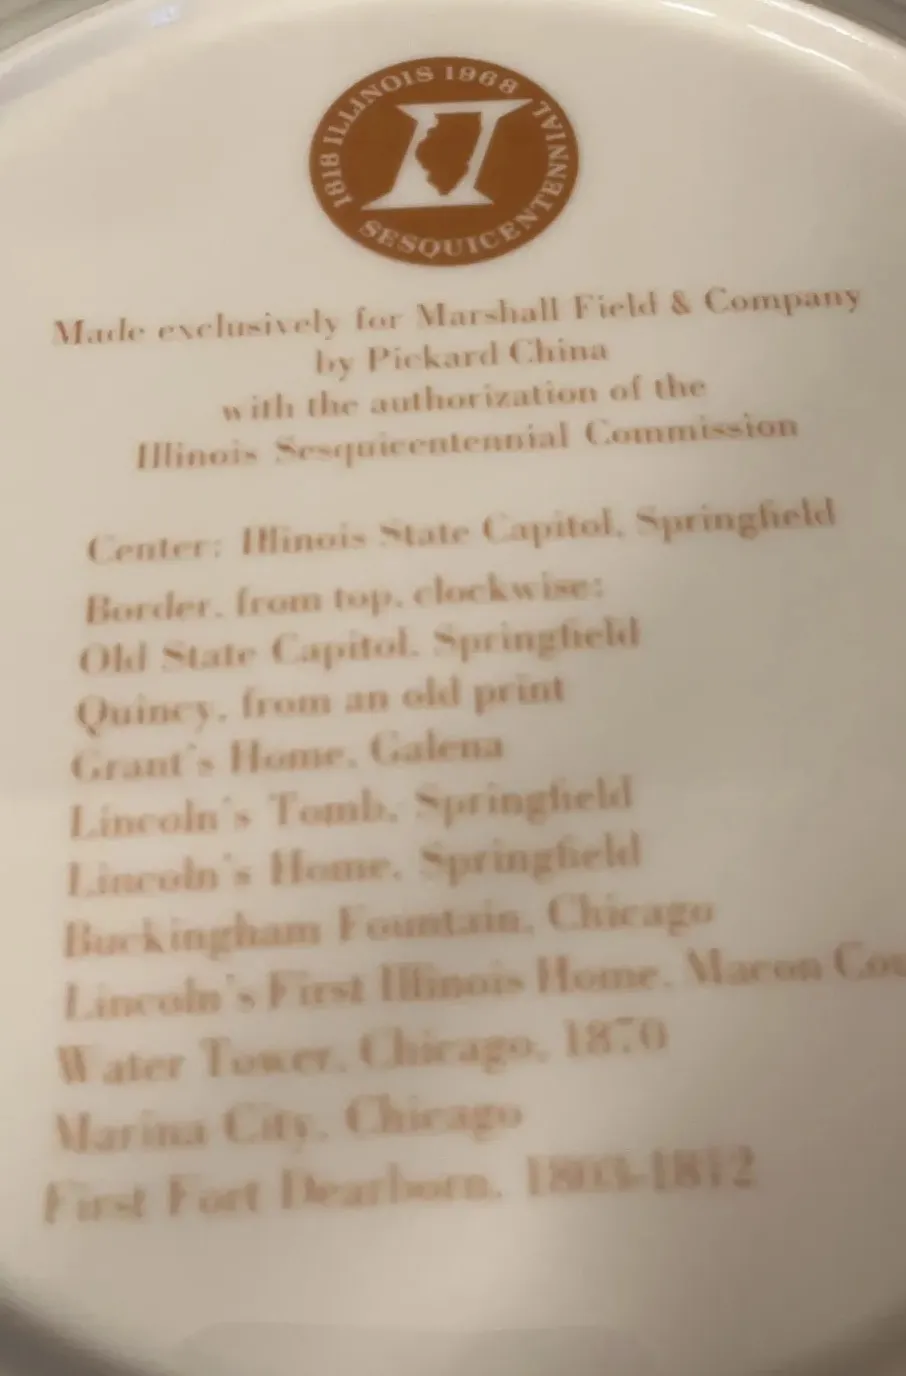 1818 ILLINOIS 1968
SESQUICENTENNIAL
Made exclusively for Marshall Field & Company
by Pickard China
with the authorization of the
Illinois Sesquicentennial Commission
Center: Illinois State Capitol, Springfield
Border, from top, clockwise:
Old State Capitol, Springfield
Quincy, from an old print
Grant's Home, Galena
Lincoln's Tomb, Springfield
Lincoln's Home, Springfield
Buckingham Fountain, Chicago
Lincoln's First Illinois Home, Macon Cou
Water Tower, Chicago, 1870
Marina City, Chicago
First Fort Dearborn, 1803-1812